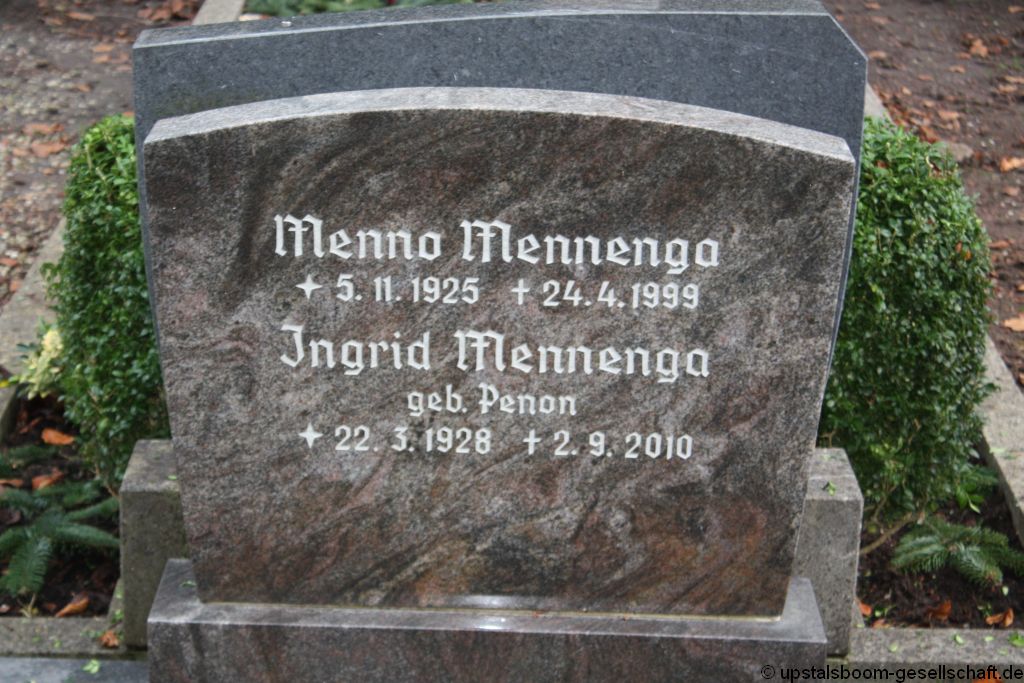 Menno Mennenga
✦ 5. 11. 1925 † 24. 4. 1999
Ingrid Mennenga
geb. Penon
✦ 22. 3. 1928 † 2. 9. 2010
© upstalsboom-gesellschaft.de